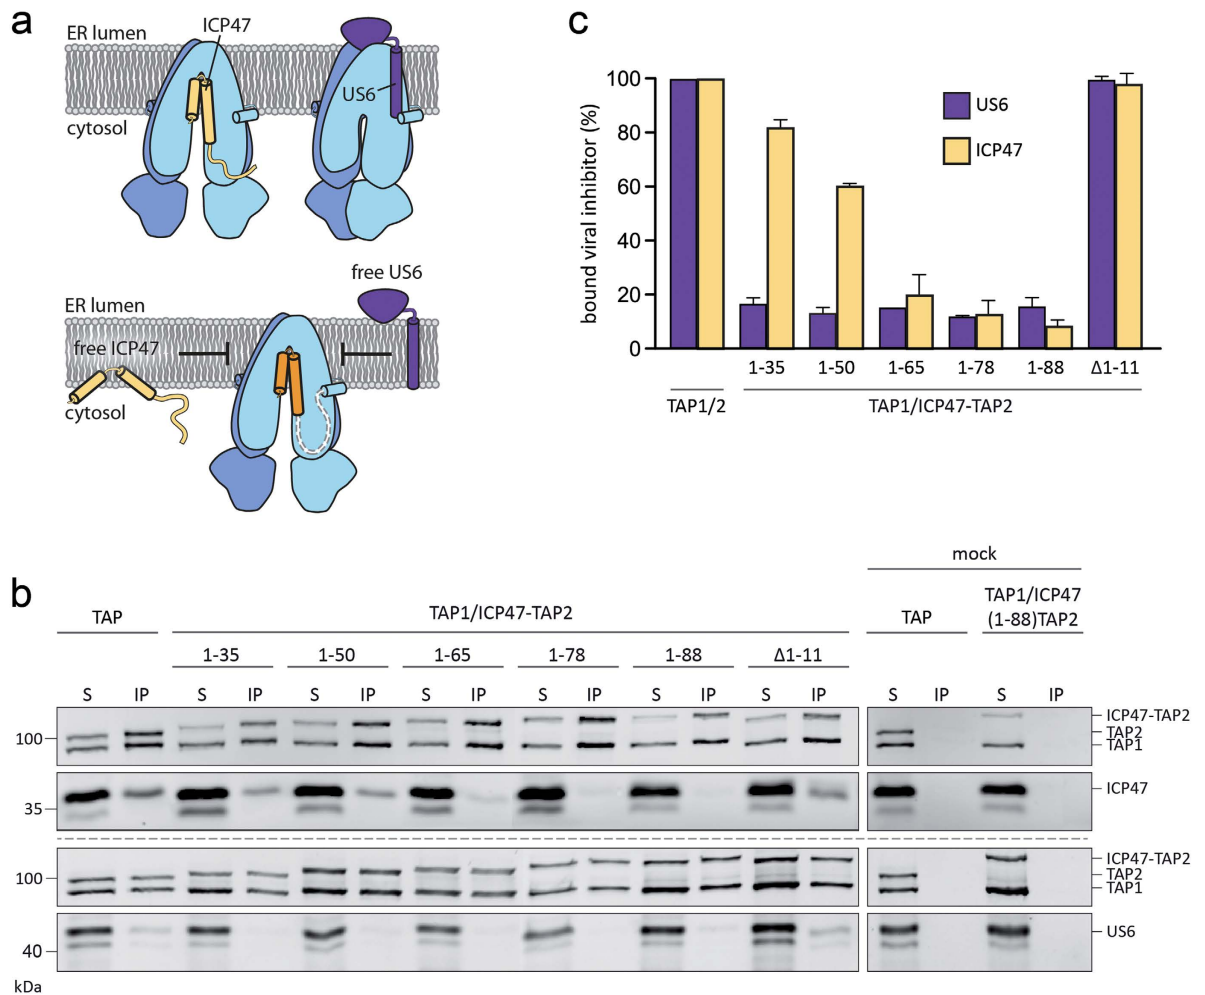 a
ER lumen
ICP47
US6
cytosol
free US6
ER lumen
free ICP47
cytosol
c
bound viral inhibitor (%)
100
80
60
40
20
0
US6
ICP47
1-35 1-50 1-65 1-78 1-88 Δ1-11
TAP1/2 TAP1/ICP47-TAP2
b
mock
TAP TAP1/ICP47-TAP2 TAP TAP1/ICP47
(1-88)TAP2
1-35 1-50 1-65 1-78 1-88 Δ1-11
S IP S IP S IP S IP S IP S IP S IP S IP S IP
100
ICP47-TAP2
TAP2
TAP1
35
ICP47
100
ICP47-TAP2
TAP2
TAP1
40
US6
kDa